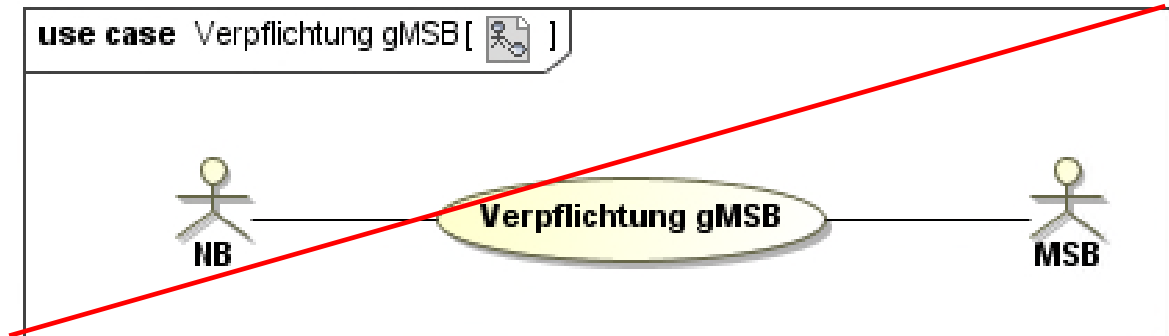 use case Verpflichtung gMSB [ ]
Verpflichtung gMSB
NB
MSB